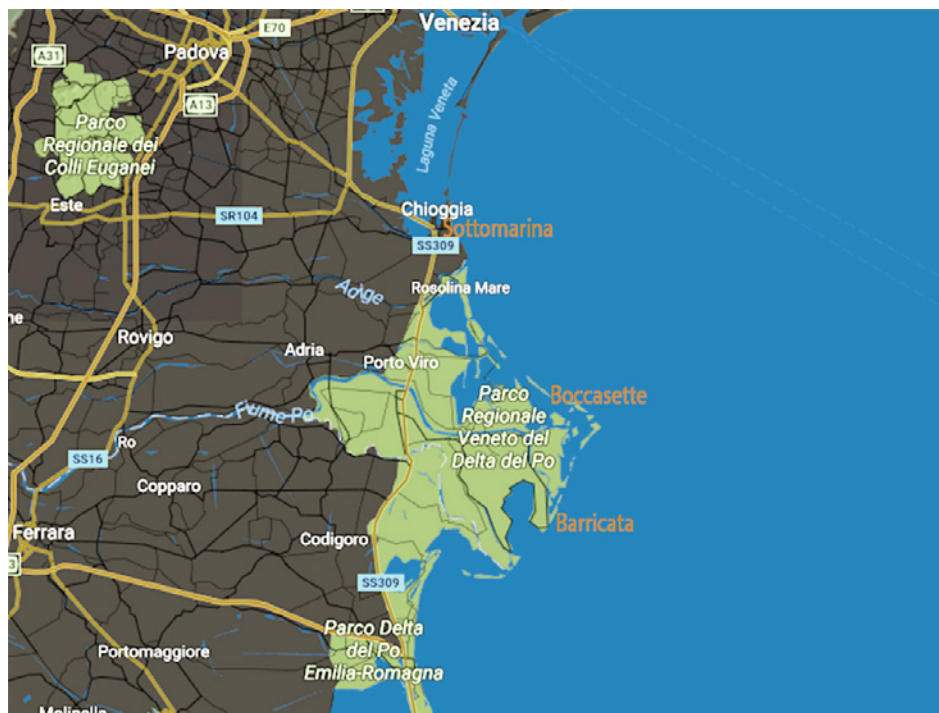 Venezia
E70
A31
Padova
A13
Parco
Regionale dei
Colli Euganei
Laguna Veneta
Este
SR104
Chioggia
Sottomarina
SS309
Adige
Rosolina Mare
ne
Rovigo
Adria
Porto Viro
Parco
Regionale
Veneto del
Delta del Po
Boccasette
Fiume Po
Ro
SS16
Copparo
Barricata
Ferrara
Codigoro
3
SS309
Parco Delta
del Po
Emilia-Romagna
Portomaggiore